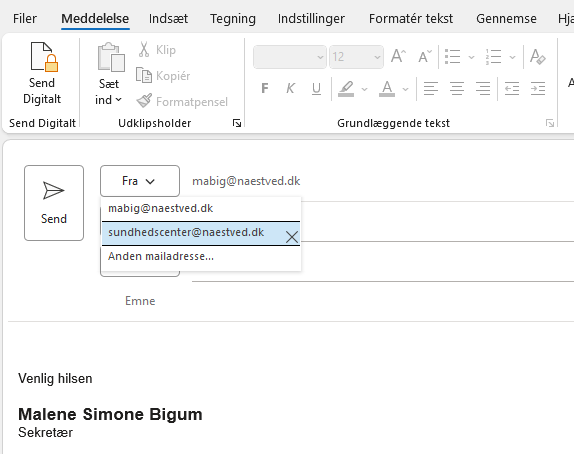 Filer Meddelelse Indsæt Tegning Indstillinger Formatér tekst Gennemse Hj
Send Digitalt
Sæt ind
Klip
Kopiér
Formatpensel
12
F K U A
Send Digitalt Udklipsholder Grundlæggende tekst
Send
Fra mabig@naestved.dk
mabig@naestved.dk
sundhedscenter@naestved.dk
Anden mailadresse...
Emne
Venlig hilsen
Malene Simone Bigum
Sekretær